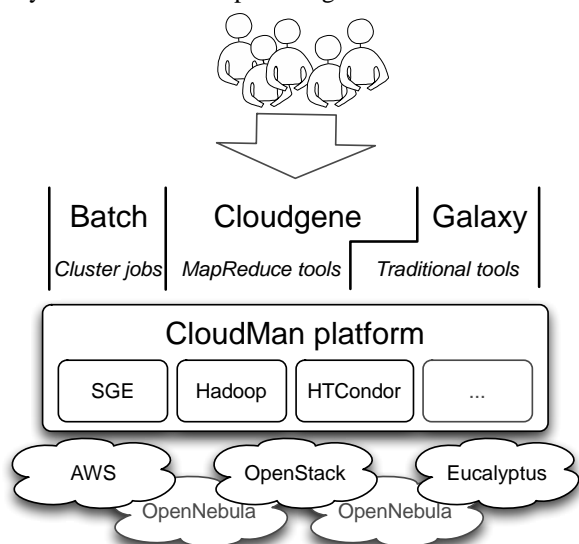 Batch Cloudgene Galaxy
Cluster jobs MapReduce tools Traditional tools
CloudMan platform
SGE Hadoop HTCondor ...
AWS OpenStack Eucalyptus
OpenNebula OpenNebula